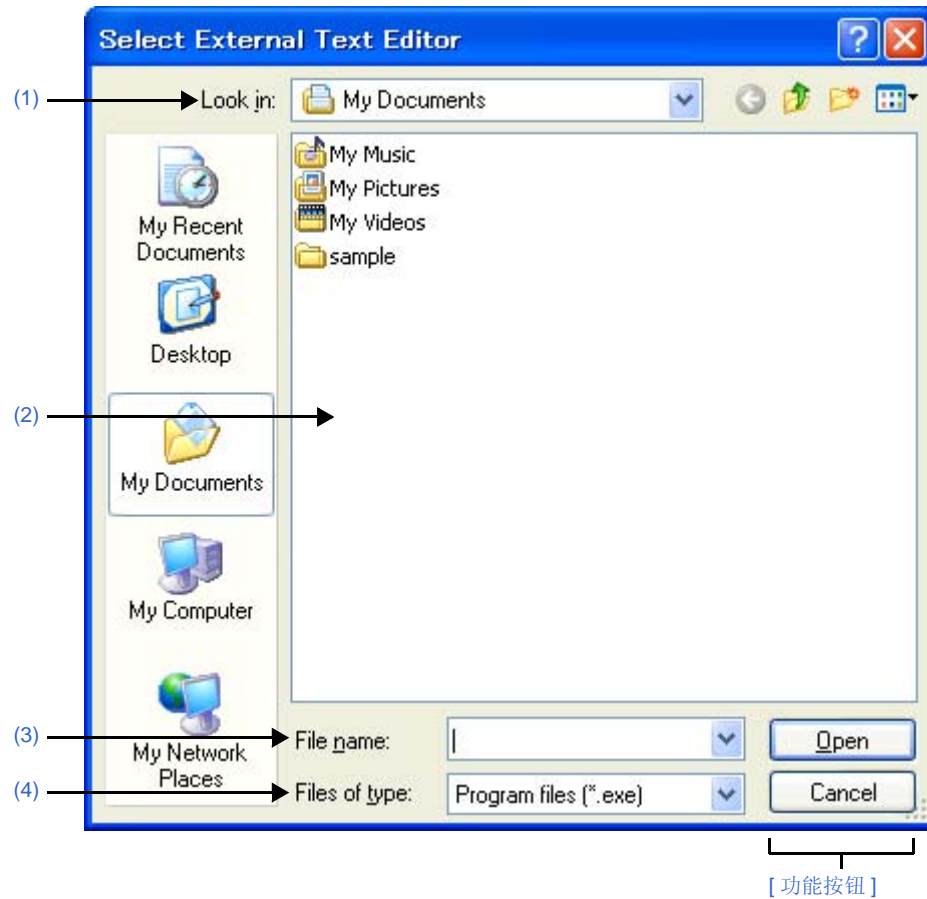 Select External Text Editor
(1)
Look in:
My Documents
My Music
My Pictures
My Videos
sample
My Recent
Documents
Desktop
(2)
My Documents
My Computer
My Network
Places
(3)
File name:
Open
(4)
Files of type:
Program files (*.exe)
Cancel
[ 功能按钮 ]